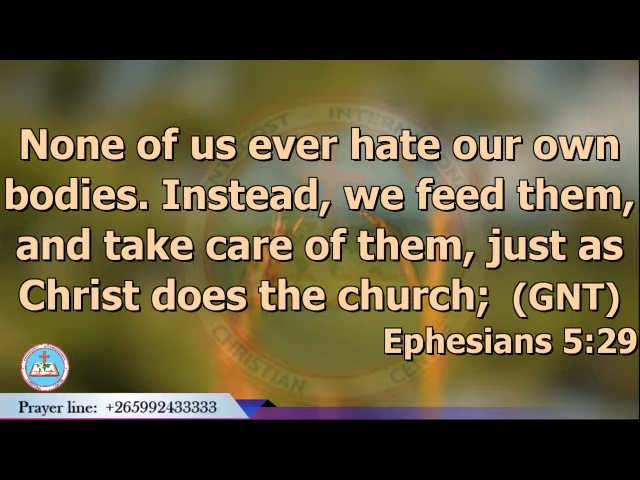 None of us ever hate our own
bodies. Instead, we feed them,
and take care of them, just as
Christ does the church; (GNT)
Ephesians 5:29
Prayer line: +265992433333